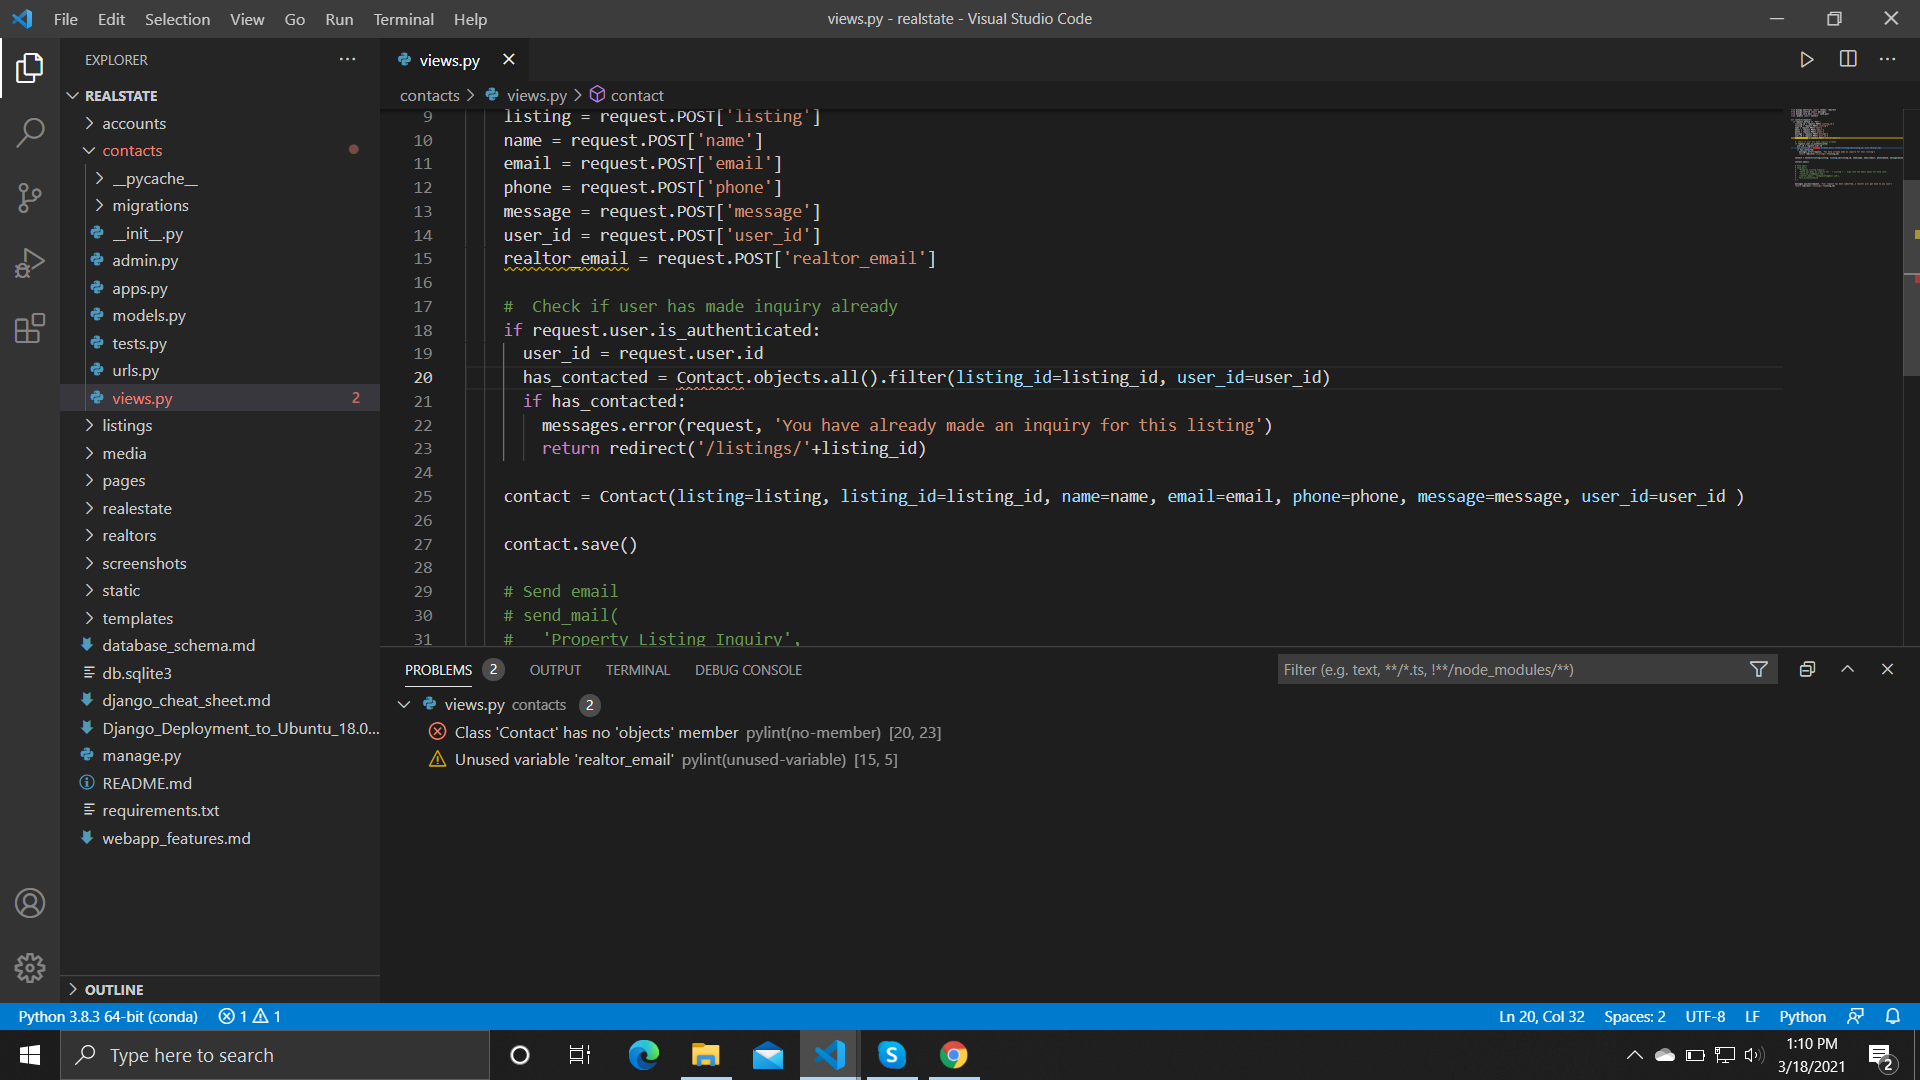 File Edit Selection View Go Run Terminal Help
views.py - realstate - Visual Studio Code
EXPLORER
REALSTATE
accounts
contacts
__pycache__
migrations
__init__.py
admin.py
apps.py
models.py
tests.py
urls.py
views.py 2
listings
media
pages
realestate
realtors
screenshots
static
templates
database_schema.md
db.sqlite3
django_cheat_sheet.md
Django_Deployment_to_Ubuntu_18.0...
manage.py
README.md
requirements.txt
webapp_features.md
OUTLINE
views.py
contacts > views.py > contact
9 listing = request.POST['listing']
10 name = request.POST['name']
11 email = request.POST['email']
12 phone = request.POST['phone']
13 message = request.POST['message']
14 user_id = request.POST['user_id']
15 realtor_email = request.POST['realtor_email']
16
17 #  Check if user has made inquiry already
18 if request.user.is_authenticated:
19 user_id = request.user.id
20 has_contacted = Contact.objects.all().filter(listing_id=listing_id, user_id=user_id)
21 if has_contacted:
22 messages.error(request, 'You have already made an inquiry for this listing')
23 return redirect('/listings/'+listing_id)
24
25 contact = Contact(listing=listing, listing_id=listing_id, name=name, email=email, phone=phone, message=message, user_id=user_id )
26
27 contact.save()
28
29 # Send email
30 # send_mail(
31 #   'Property Listing Inquiry',
PROBLEMS 2 OUTPUT TERMINAL DEBUG CONSOLE
Filter (e.g. text, **/*.ts, !**/node_modules/**)
views.py contacts 2
Class 'Contact' has no 'objects' member pylint(no-member) [20, 23]
Unused variable 'realtor_email' pylint(unused-variable) [15, 5]
Python 3.8.3 64-bit (conda) 1 1
Ln 20, Col 32 Spaces: 2 UTF-8 LF Python
Type here to search
1:10 PM
3/18/2021
2